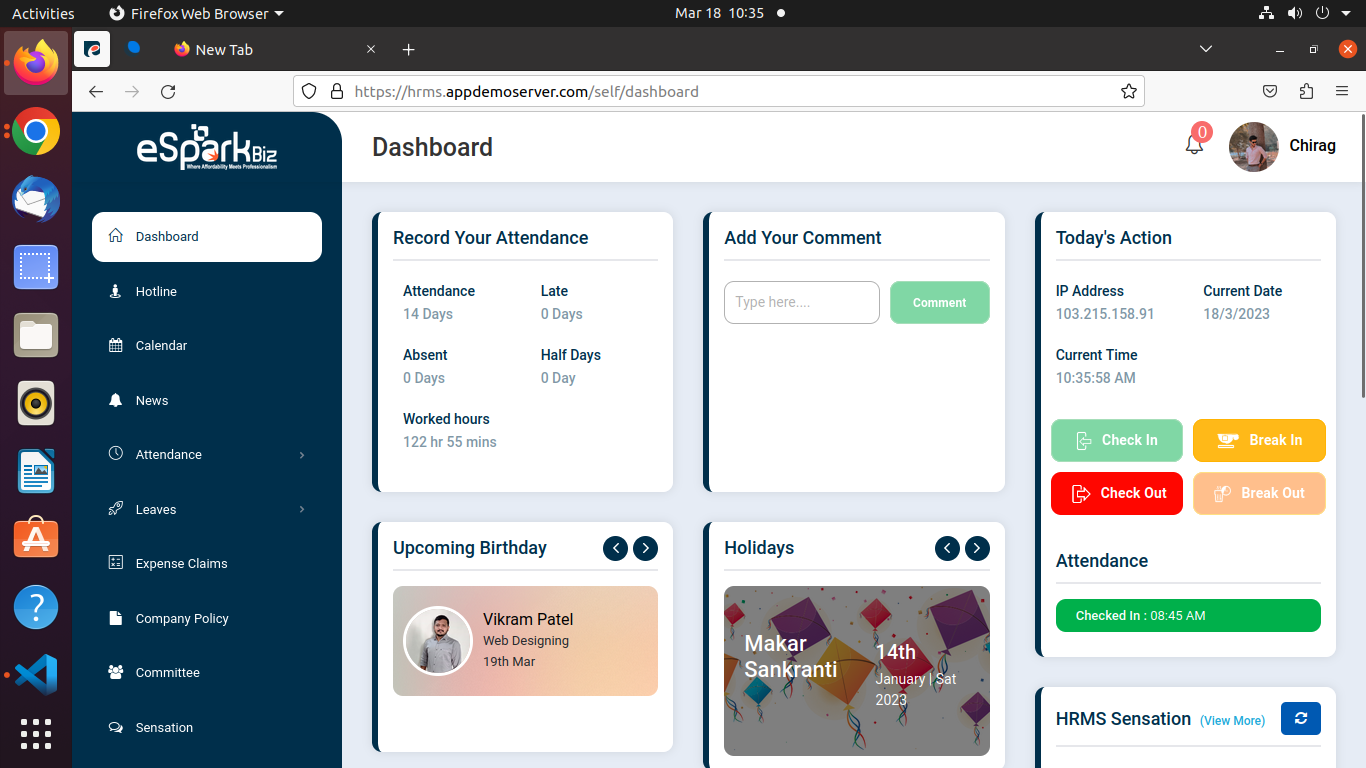 Activities
Firefox Web Browser
Mar 18 10:35
New Tab
https://hrms.appdemoserver.com/self/dashboard
eSparkBiz
Where Affordability Meets Professionalism
Dashboard
0
Chirag
Dashboard
Hotline
Calendar
News
Attendance
Leaves
Expense Claims
Company Policy
Committee
Sensation
Record Your Attendance
Attendance
14 Days
Late
0 Days
Absent
0 Days
Half Days
0 Day
Worked hours
122 hr 55 mins
Add Your Comment
Type here....
Comment
Today's Action
IP Address
103.215.158.91
Current Date
18/3/2023
Current Time
10:35:58 AM
Check In
Break In
Check Out
Break Out
Attendance
Checked In : 08:45 AM
Upcoming Birthday
Vikram Patel
Web Designing
19th Mar
Holidays
Makar
Sankranti
14th
January | Sat
2023
HRMS Sensation (View More)